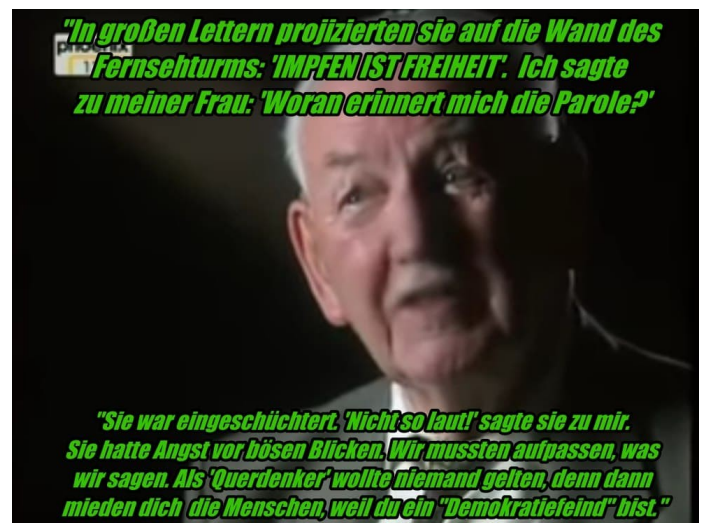 "In großen Lettern projizierten sie auf die Wand des
phoenix
Fernsehturms: 'IMPFEN IST FREIHEIT'. Ich sagte
zu meiner Frau: 'Woran erinnert mich die Parole?'
"Sie war eingeschüchtert. 'Nicht so laut!' sagte sie zu mir.
Sie hatte Angst vor bösen Blicken. Wir mussten aufpassen, was
wir sagen. Als 'Querdenker' wollte niemand gelten, denn dann
mieden dich die Menschen, weil du ein "Demokratiefeind" bist."